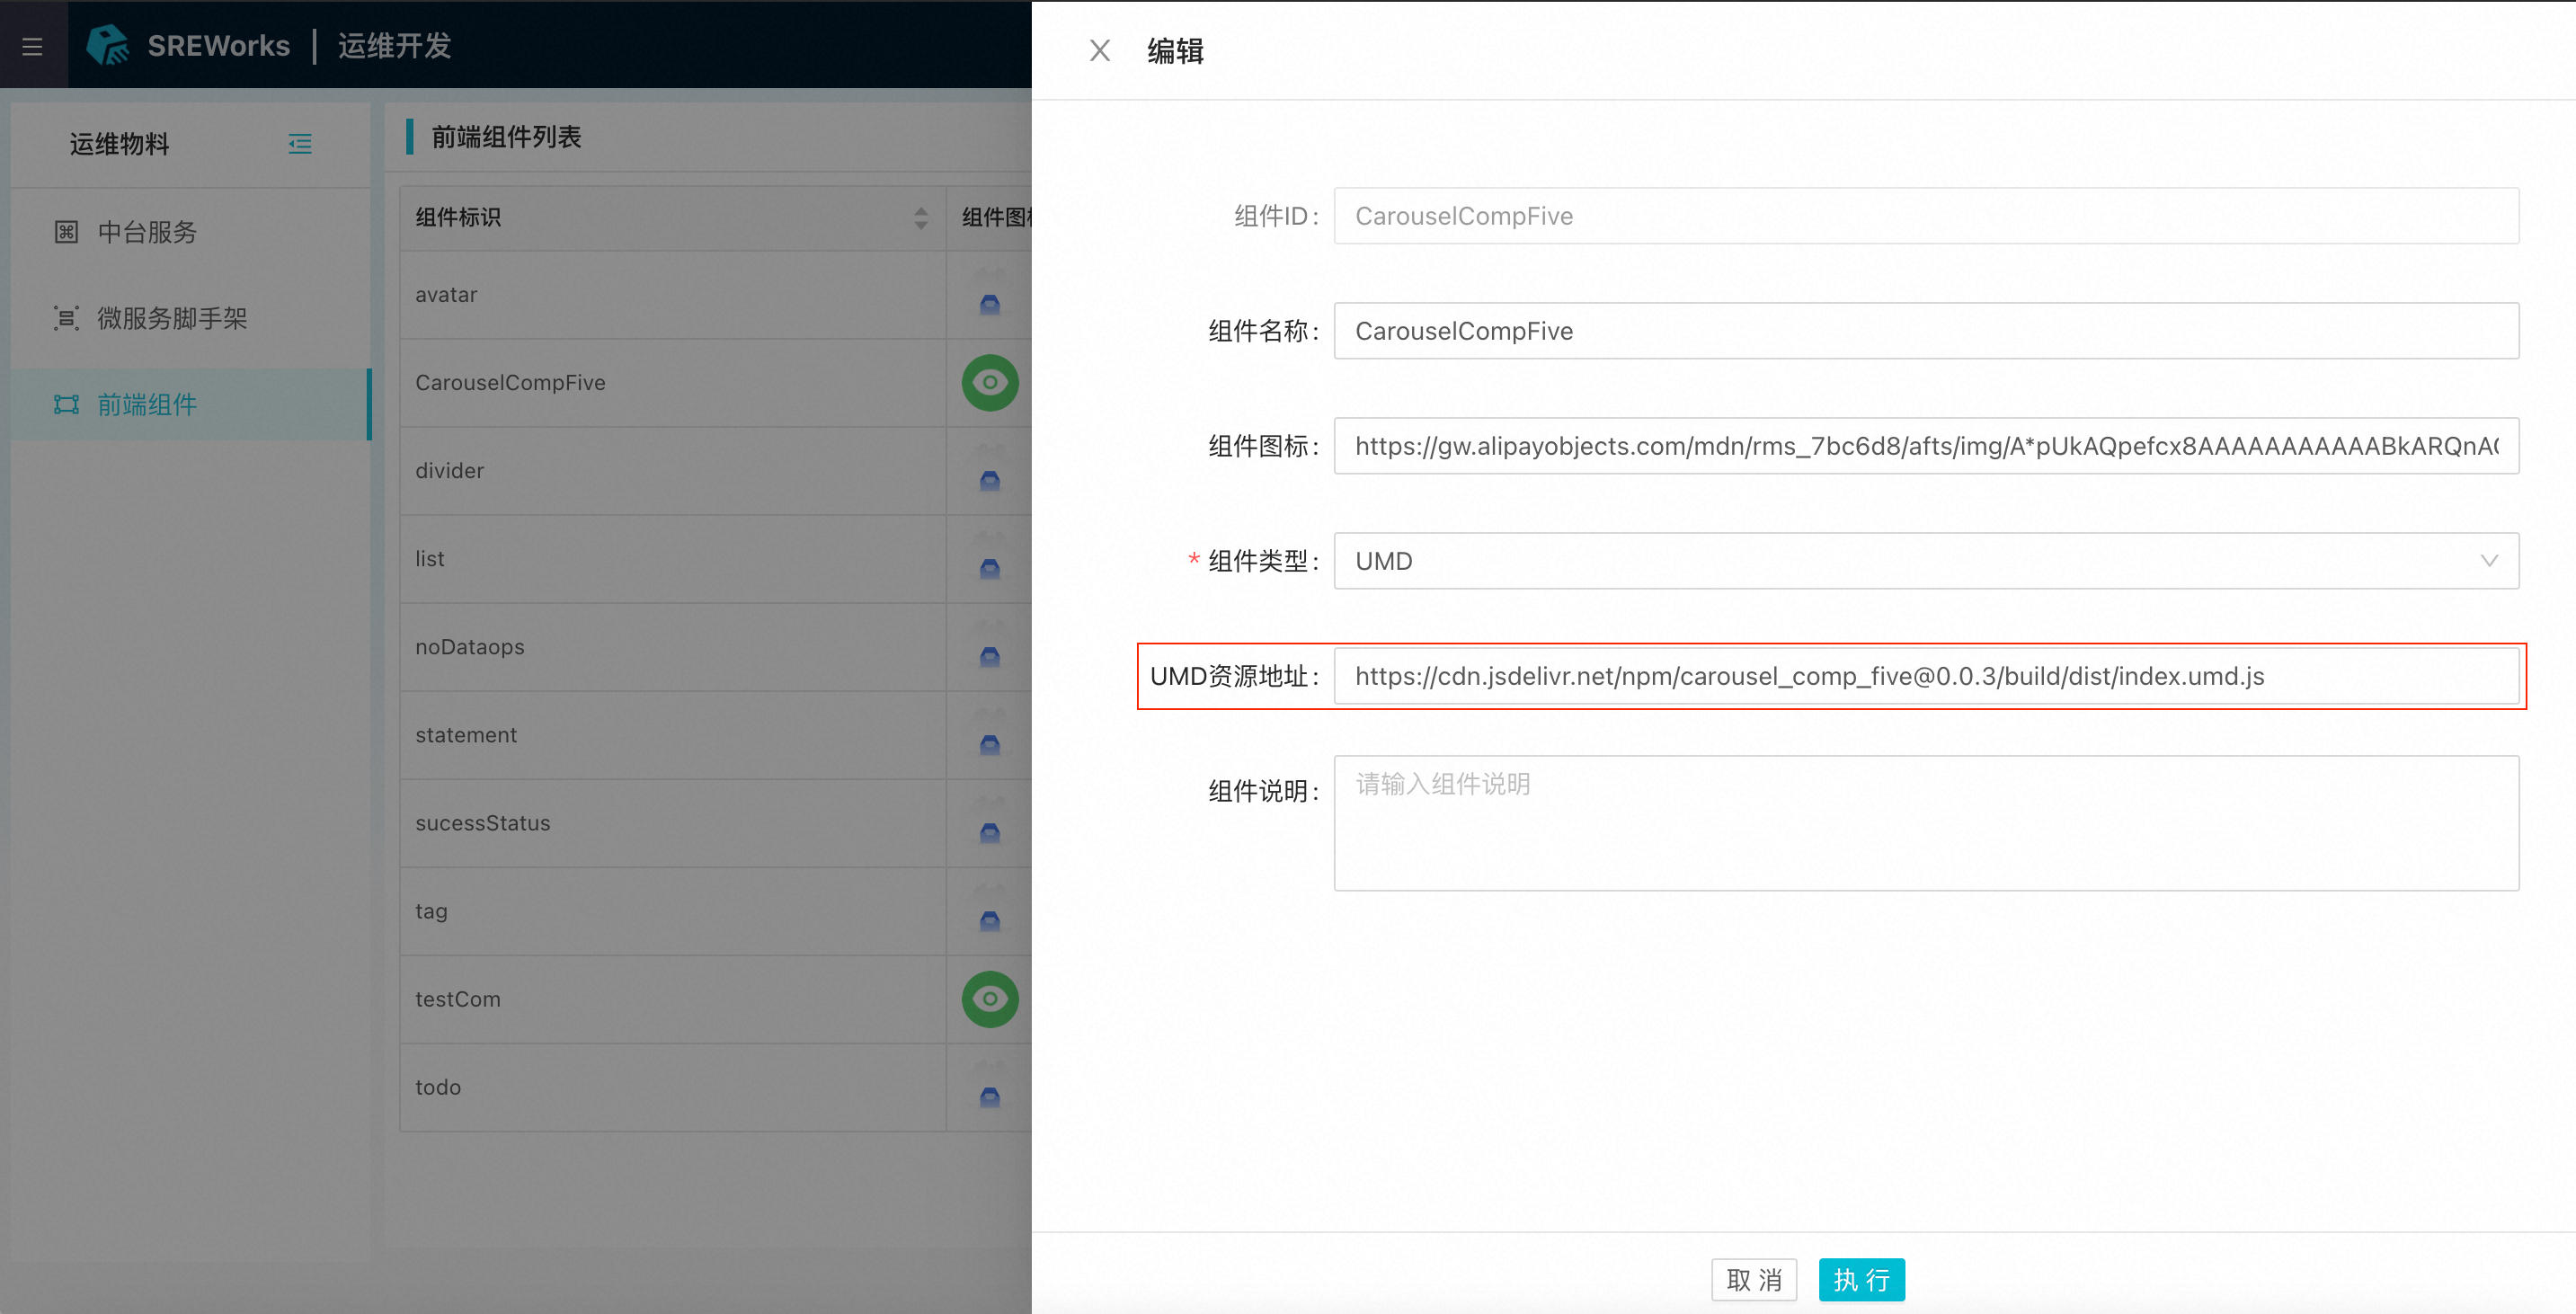 SREWorks | 运维开发
运维物料
中台服务
微服务脚手架
前端组件
前端组件列表
组件标识
组件图
avatar
CarouselCompFive
divider
list
noDataops
statement
sucessStatus
tag
testCom
todo
编辑
组件ID: CarouselCompFive
组件名称: CarouselCompFive
组件图标: https://gw.alipayobjects.com/mdn/rms_7bc6d8/afts/img/A*pUkAQpefcx8AAAAAAAAAAABkARQnA
* 组件类型: UMD
UMD资源地址: https://cdn.jsdelivr.net/npm/carousel_comp_five@0.0.3/build/dist/index.umd.js
组件说明: 请输入组件说明
取 消
执 行